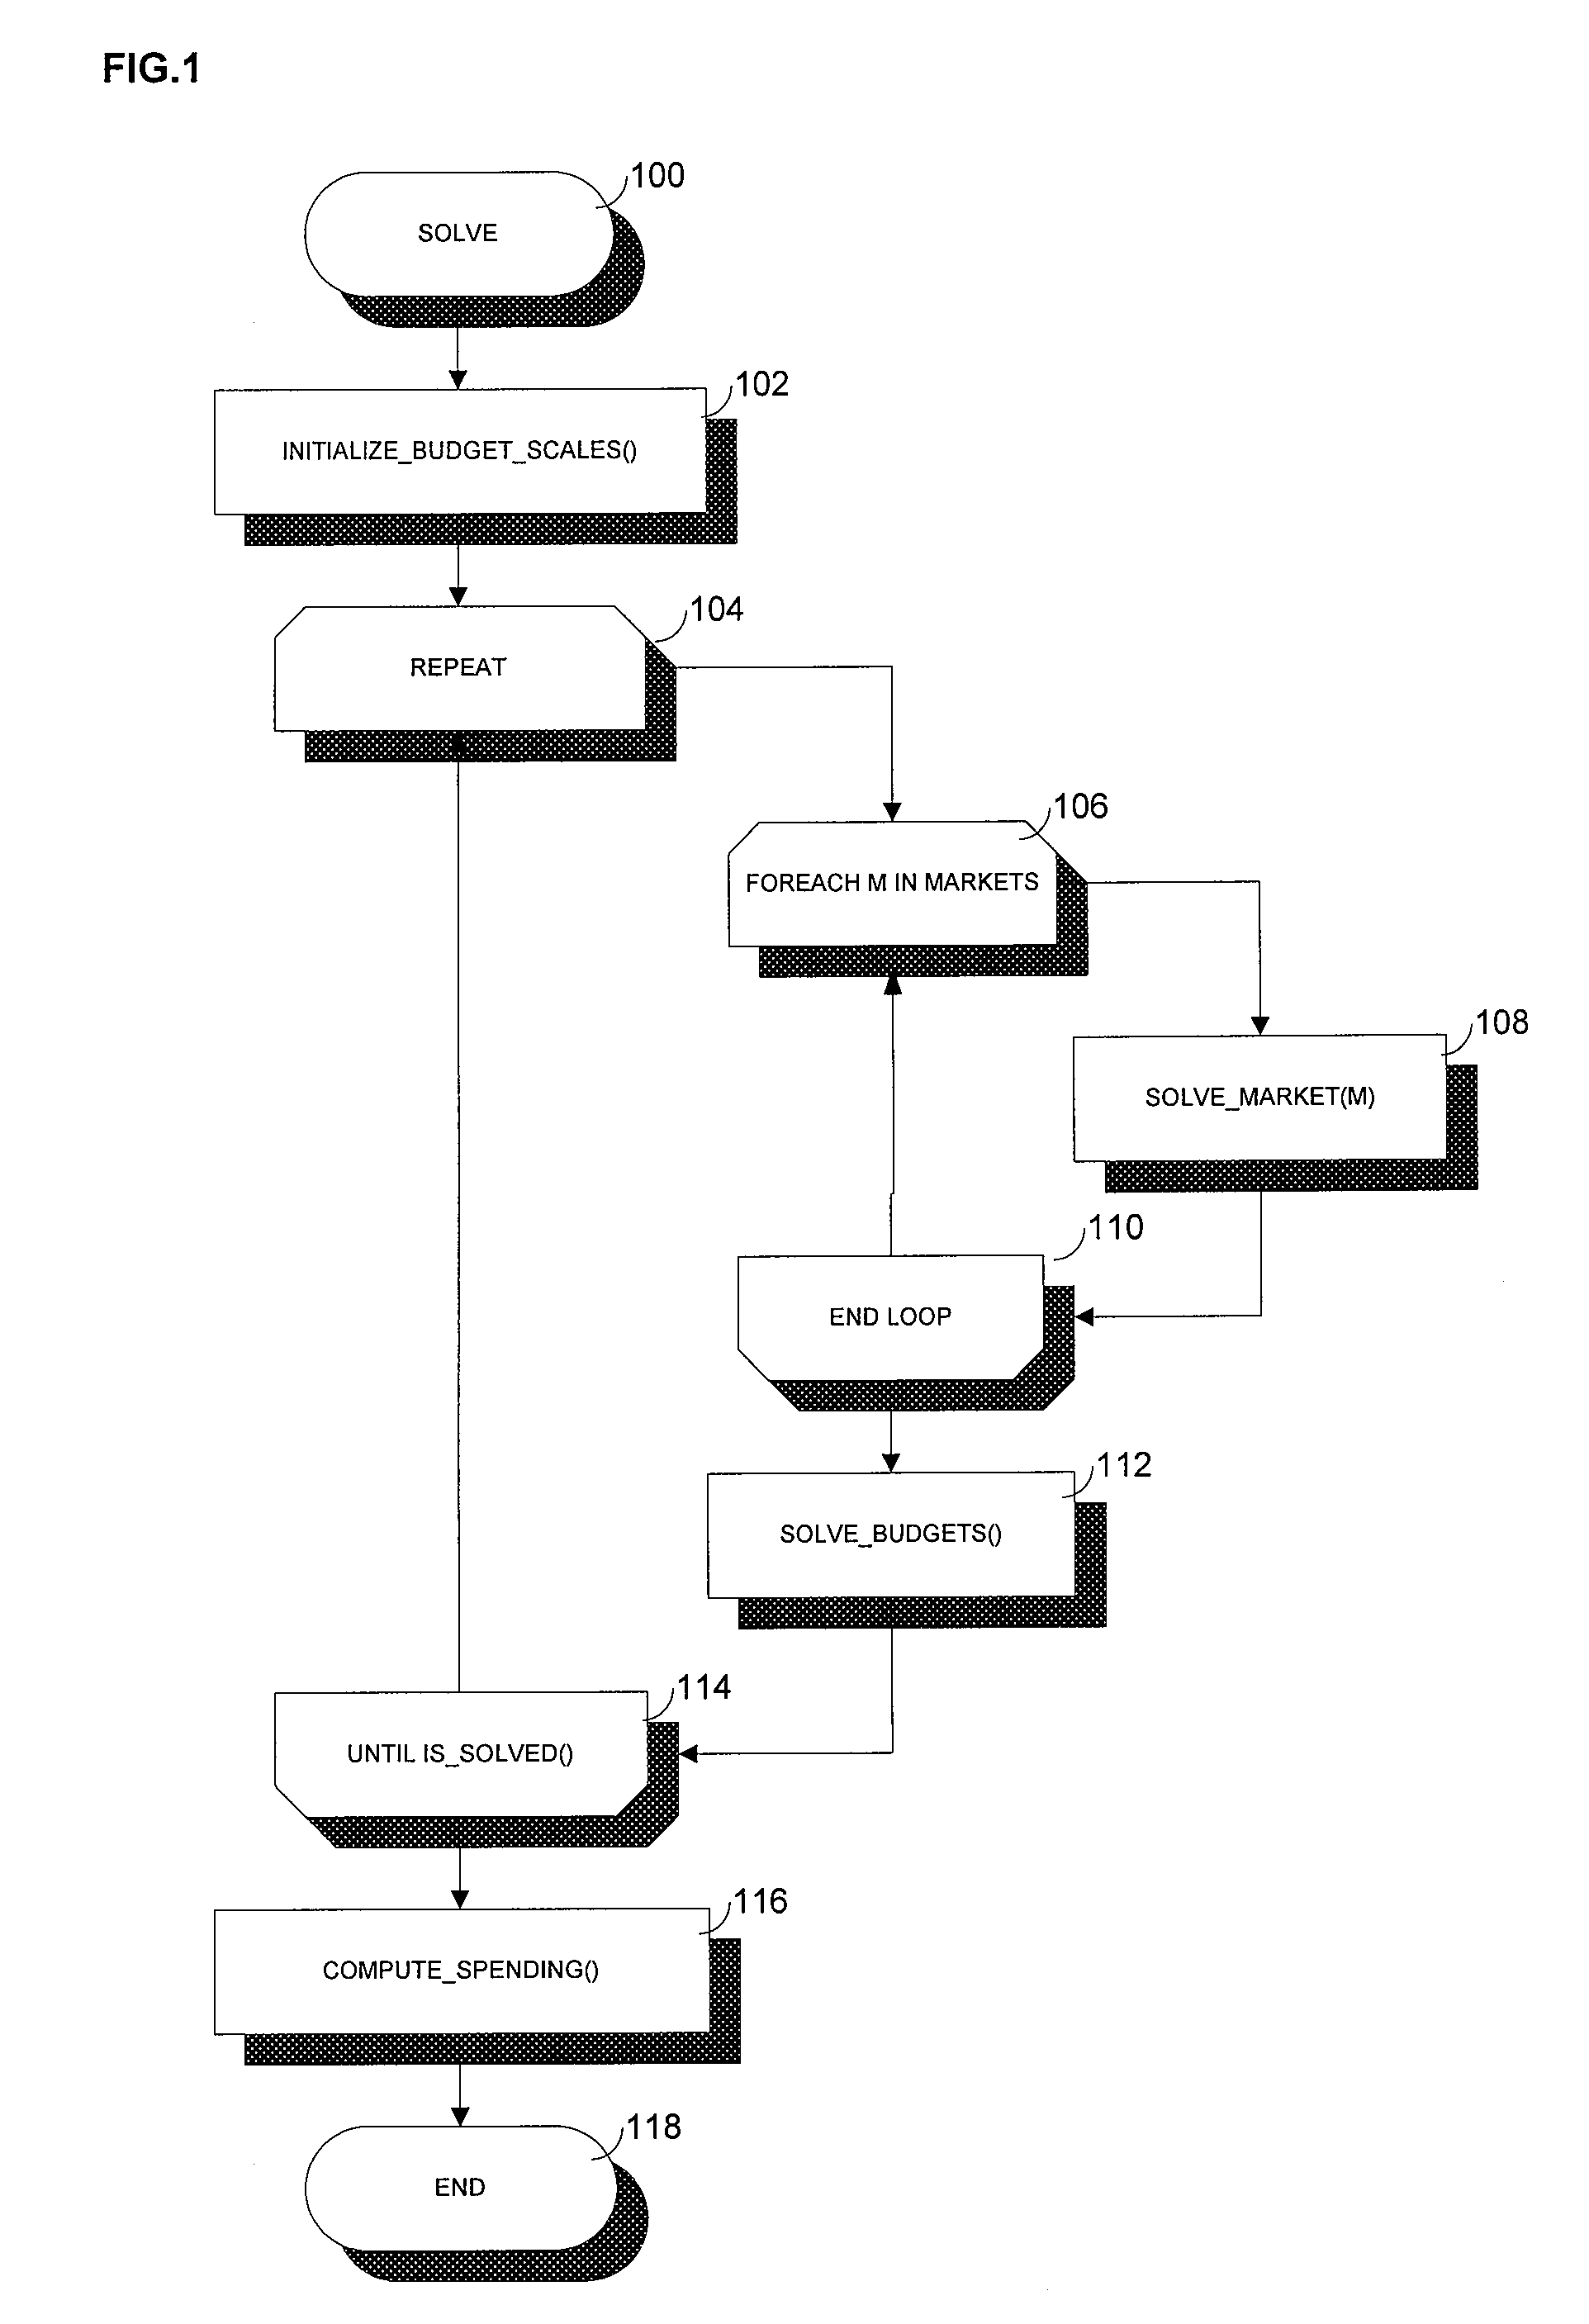 FIG.1
100
SOLVE
102
INITIALIZE_BUDGET_SCALES()
104
REPEAT
106
FOREACH M IN MARKETS
108
SOLVE_MARKET(M)
110
END LOOP
112
SOLVE_BUDGETS()
114
UNTIL IS_SOLVED()
116
COMPUTE_SPENDING()
118
END